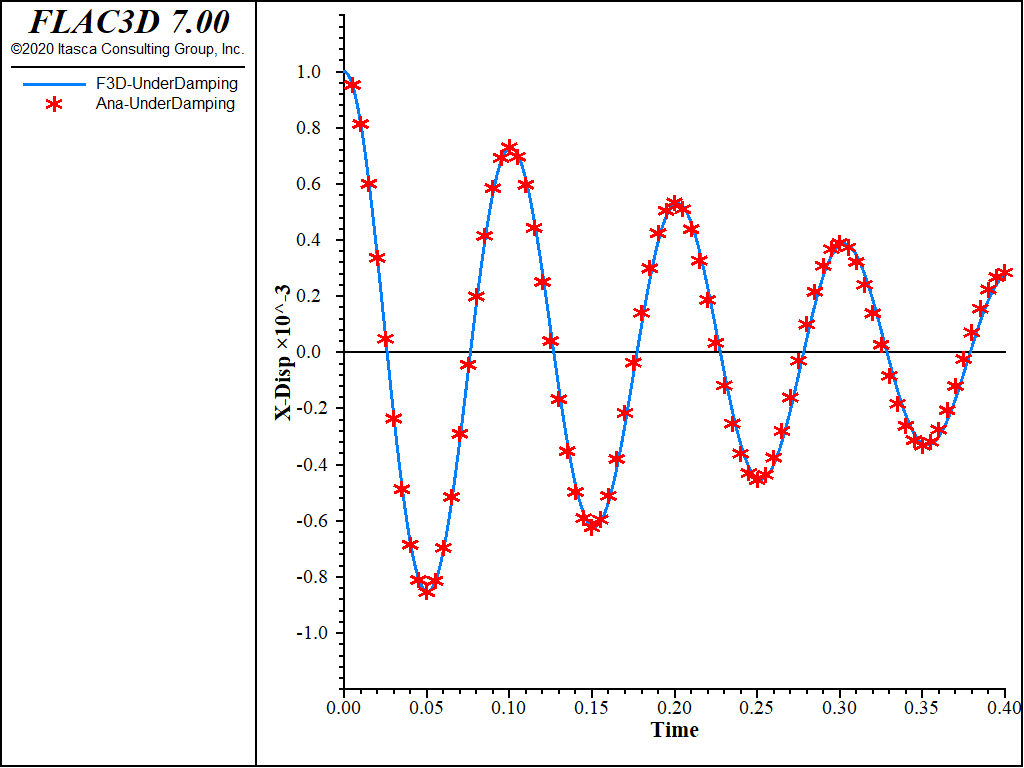 FLAC3D 7.00
©2020 Itasca Consulting Group, Inc.
F3D-UnderDamping
Ana-UnderDamping
X-Disp ×10^-3
1.0
0.8
0.6
0.4
0.2
0.0
-0.2
-0.4
-0.6
-0.8
-1.0
0.00 0.05 0.10 0.15 0.20 0.25 0.30 0.35 0.40
Time